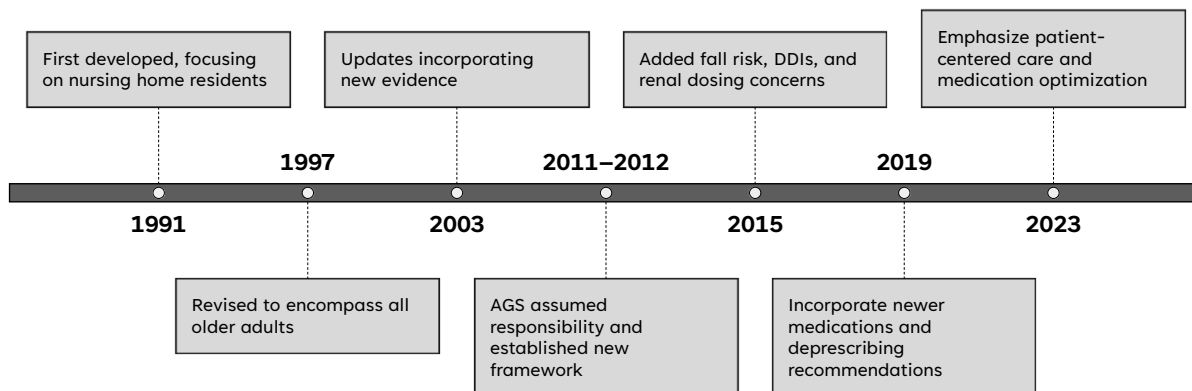 First developed, focusing
on nursing home residents
Updates incorporating
new evidence
Added fall risk, DDIs, and
renal dosing concerns
Emphasize patient-
centered care and
medication optimization
1997
2011–2012
2019
1991
2003
2015
2023
Revised to encompass all
older adults
AGS assumed
responsibility and
established new
framework
Incorporate newer
medications and
deprescribing
recommendations